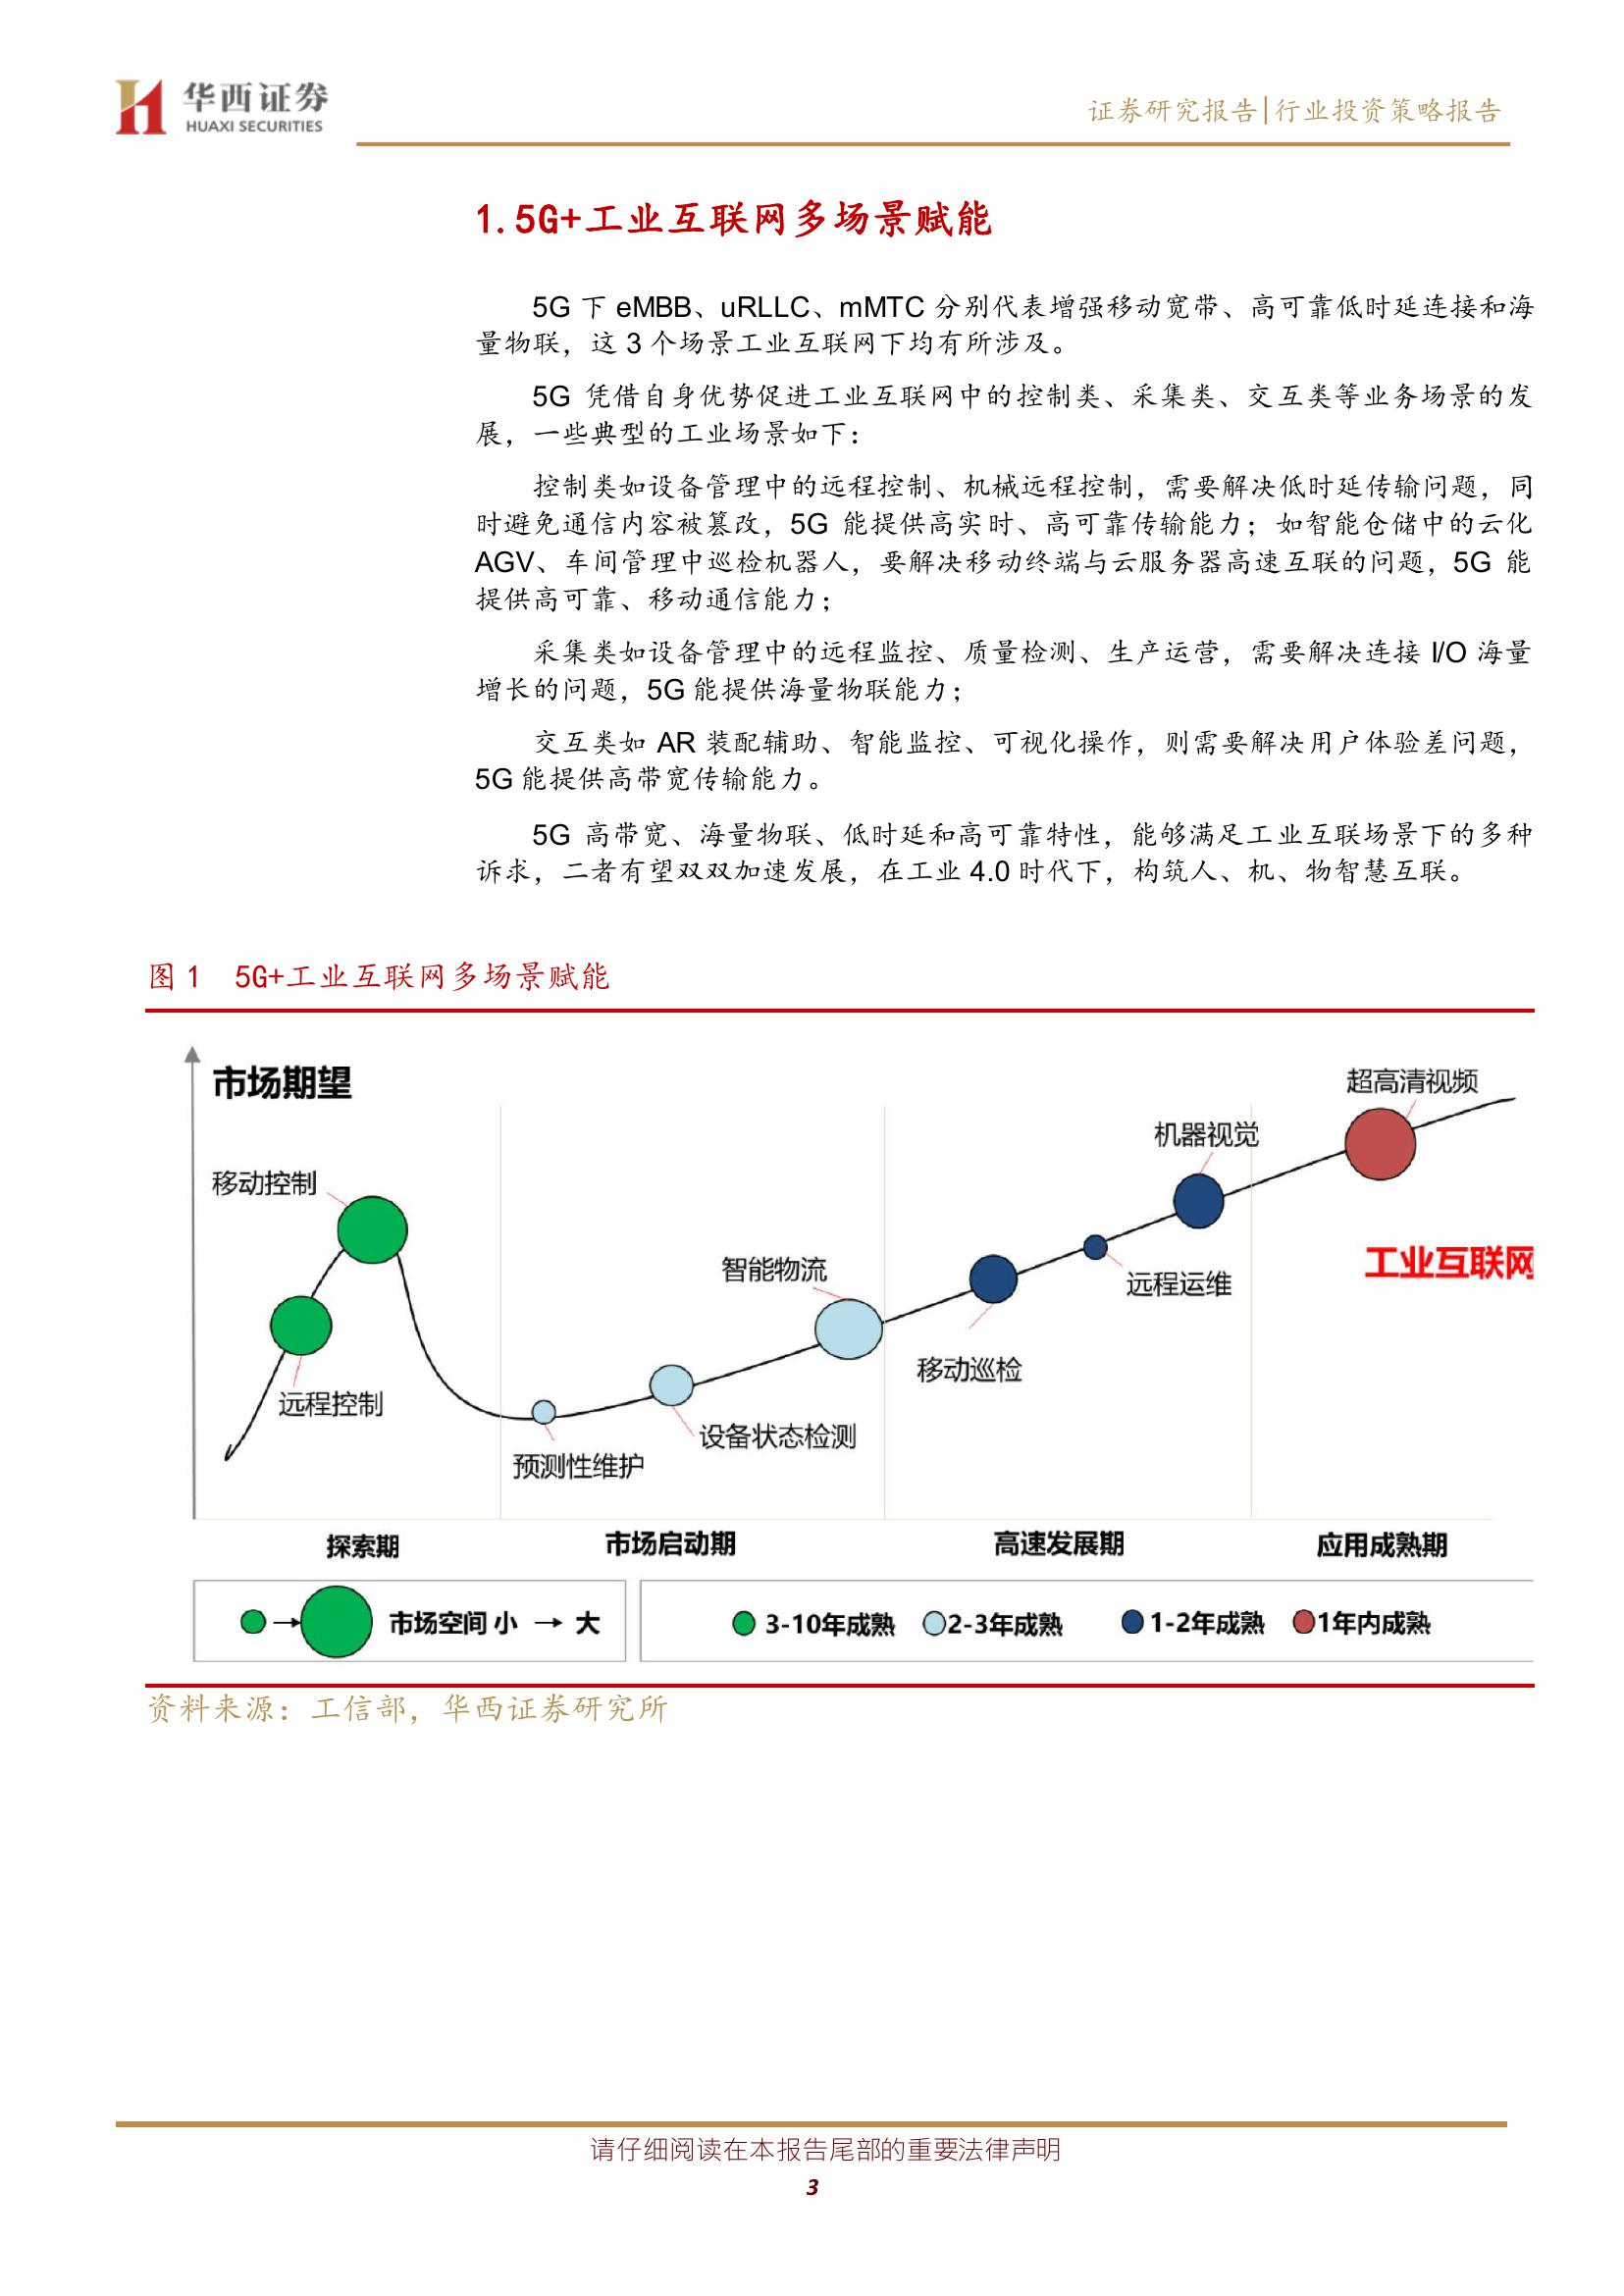 华西证券
HUAXI SECURITIES
证券研究报告|行业投资策略报告
1.5G+工业互联网多场景赋能
5G 下 eMBB、uRLLC、mMTC 分别代表增强移动宽带、高可靠低时延连接和海
量物联，这 3 个场景工业互联网下均有所涉及。
5G 凭借自身优势促进工业互联网中的控制类、采集类、交互类等业务场景的发
展，一些典型的工业场景如下：
控制类如设备管理中的远程控制、机械远程控制，需要解决低时延传输问题，同
时避免通信内容被篡改，5G 能提供高实时、高可靠传输能力；如智能仓储中的云化
AGV、车间管理中巡检机器人，要解决移动终端与云服务器高速互联的问题，5G 能
提供高可靠、移动通信能力；
采集类如设备管理中的远程监控、质量检测、生产运营，需要解决连接 I/O 海量
增长的问题，5G 能提供海量物联能力；
交互类如 AR 装配辅助、智能监控、可视化操作，则需要解决用户体验差问题，
5G 能提供高带宽传输能力。
5G 高带宽、海量物联、低时延和高可靠特性，能够满足工业互联场景下的多种
诉求，二者有望双双加速发展，在工业 4.0 时代下，构筑人、机、物智慧互联。
图 1 5G+工业互联网多场景赋能
市场期望
超高清视频
机器视觉
移动控制
智能物流
工业互联网
远程运维
移动巡检
远程控制
设备状态检测
预测性维护
探索期
市场启动期
高速发展期
应用成熟期
市场空间 小 → 大
3-10年成熟
2-3年成熟
1-2年成熟
1年内成熟
资料来源：工信部，华西证券研究所
请仔细阅读在本报告尾部的重要法律声明
3